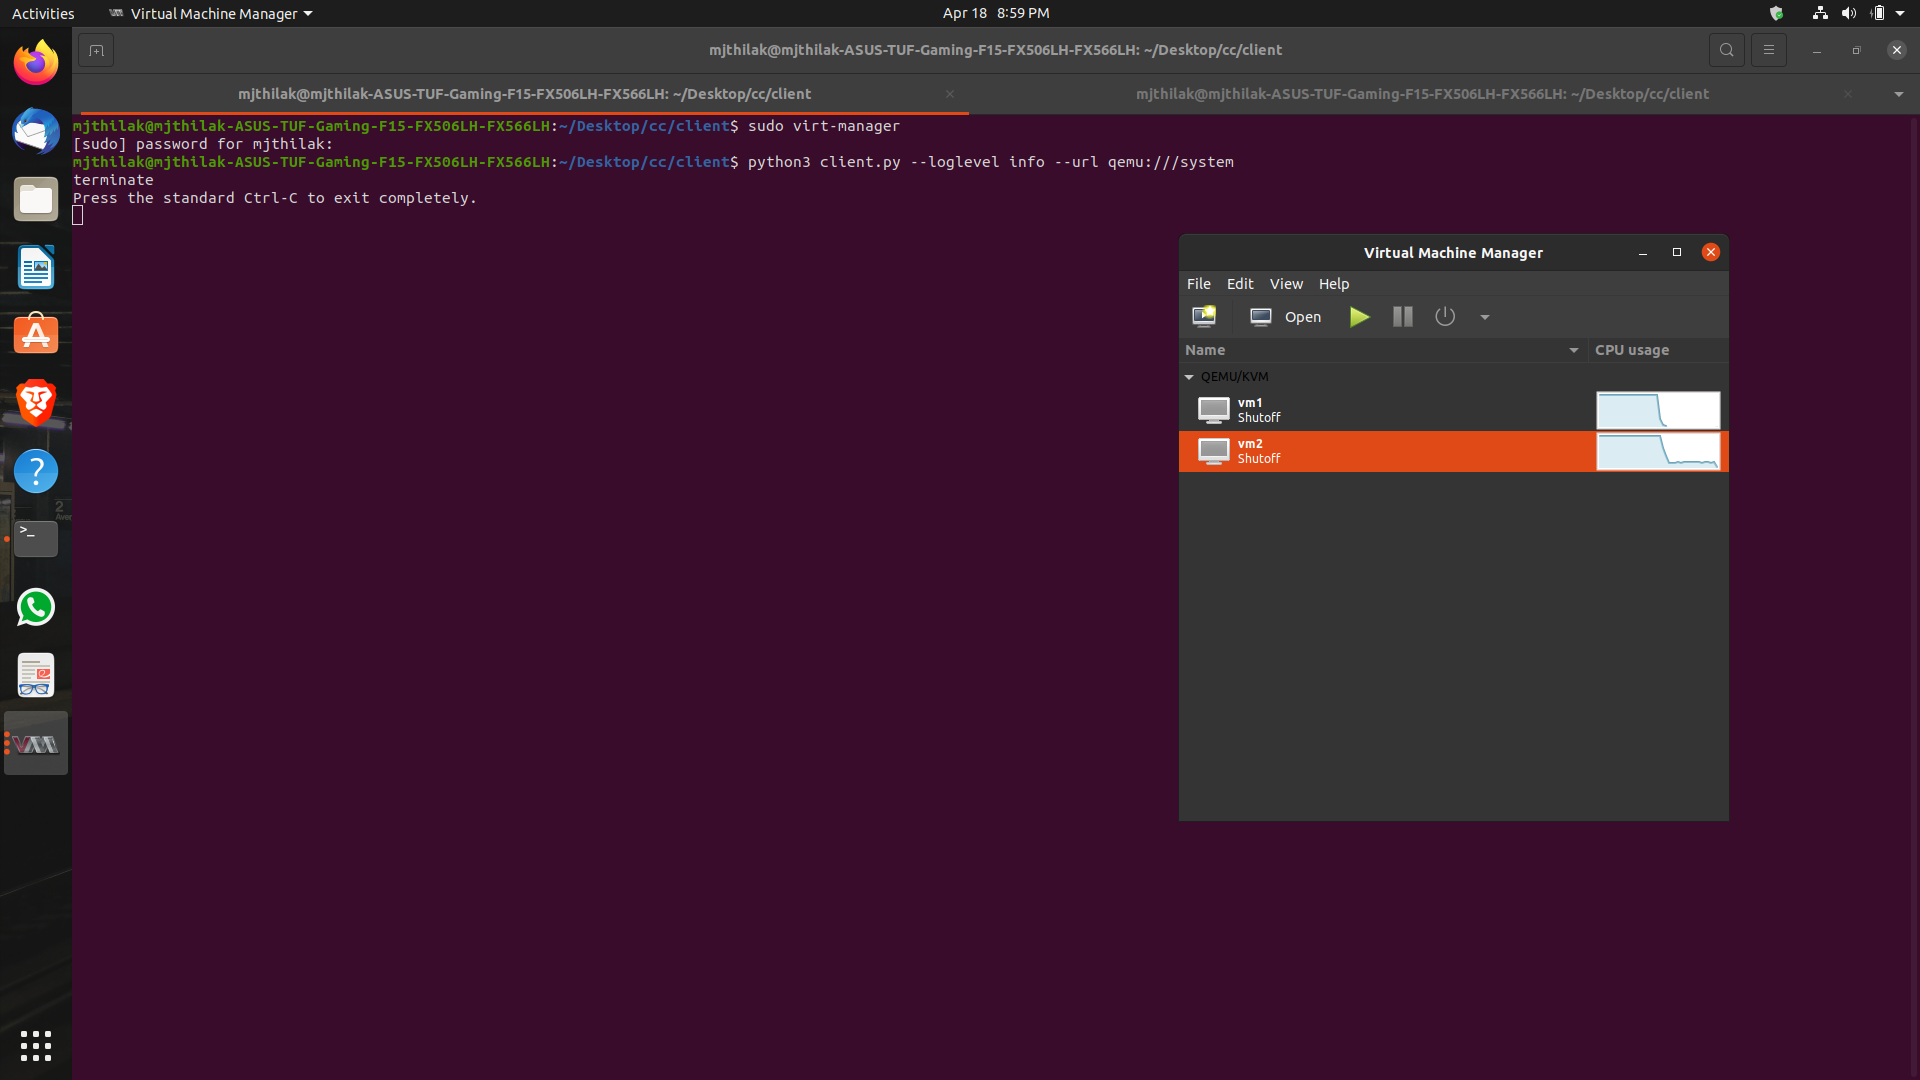 Activities
Virtual Machine Manager
Apr 18 8:59 PM
mjthilak@mjthilak-ASUS-TUF-Gaming-F15-FX506LH-FX566LH: ~/Desktop/cc/client
mjthilak@mjthilak-ASUS-TUF-Gaming-F15-FX506LH-FX566LH: ~/Desktop/cc/client
mjthilak@mjthilak-ASUS-TUF-Gaming-F15-FX506LH-FX566LH: ~/Desktop/cc/client
mjthilak@mjthilak-ASUS-TUF-Gaming-F15-FX506LH-FX566LH:~/Desktop/cc/client$ sudo virt-manager
[sudo] password for mjthilak:
mjthilak@mjthilak-ASUS-TUF-Gaming-F15-FX506LH-FX566LH:~/Desktop/cc/client$ python3 client.py --loglevel info --url qemu:///system
terminate
Press the standard Ctrl-C to exit completely.
Virtual Machine Manager
File Edit View Help
Open
Name CPU usage
QEMU/KVM
vm1
Shutoff
vm2
Shutoff